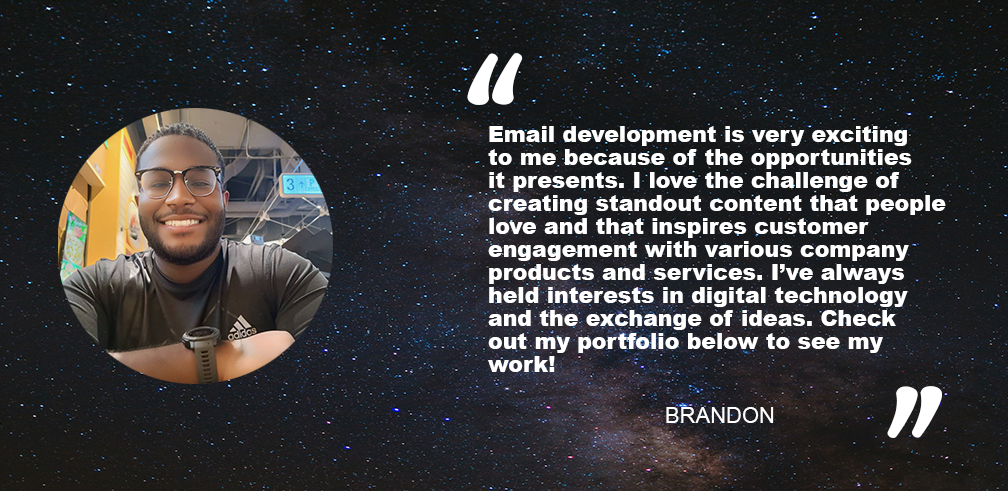 “
Email development is very exciting
to me because of the opportunities
it presents. I love the challenge of
creating standout content that people
love and that inspires customer
engagement with various company
products and services. I’ve always
held interests in digital technology
and the exchange of ideas. Check
out my portfolio below to see my
work!
”
BRANDON
3
adidas